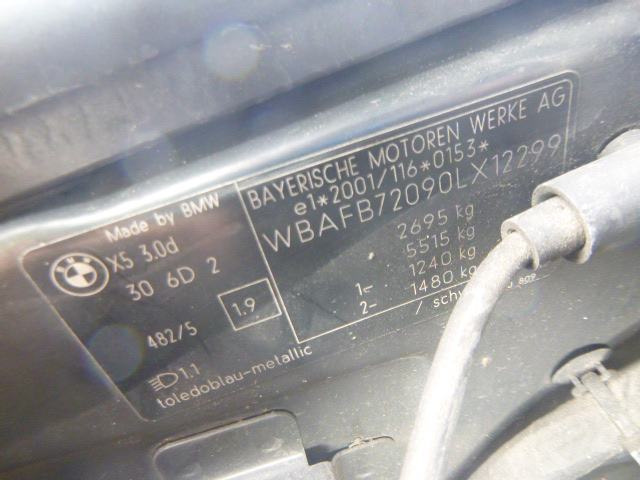 Made by BMW
BMW
X5 3.0d
30 6D 2
482/5
1.9
1.1
toledoblau-metallic
BAYERISCHE MOTOREN WERKE AG
e1*2001/116*0153*
WBAFB72090LX12299
2695 kg
5515 kg
1- 1240 kg
2- 1480 kg
/